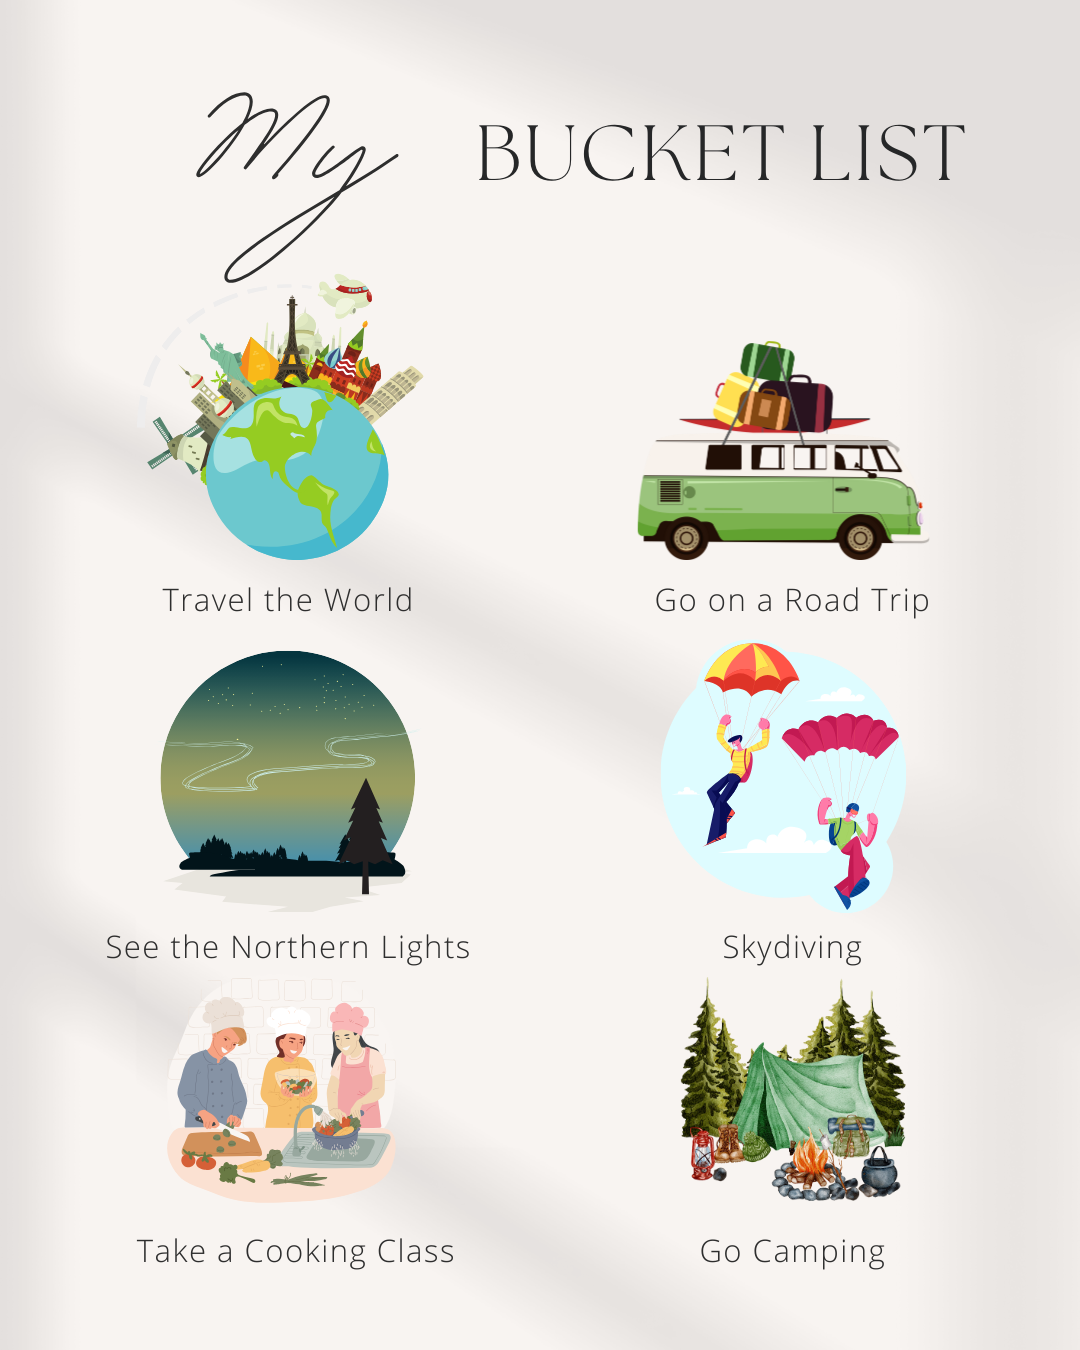 My BUCKET LIST
Travel the World
Go on a Road Trip
See the Northern Lights
Skydiving
Take a Cooking Class
Go Camping